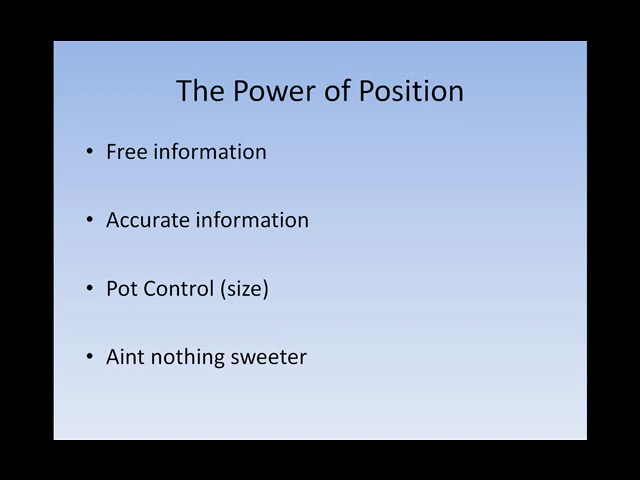 The Power of Position
• Free information
• Accurate information
• Pot Control (size)
• Aint nothing sweeter